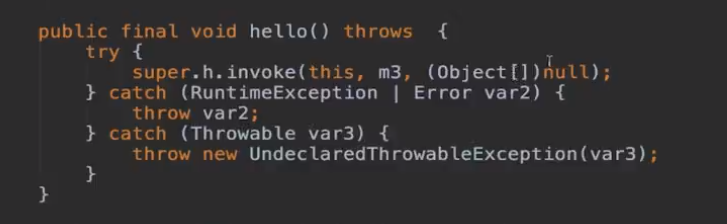 public final void hello() throws  {
    try {
        super.h.invoke(this, m3, (Object[])null);
    } catch (RuntimeException | Error var2) {
        throw var2;
    } catch (Throwable var3) {
        throw new UndeclaredThrowableException(var3);
    }
}